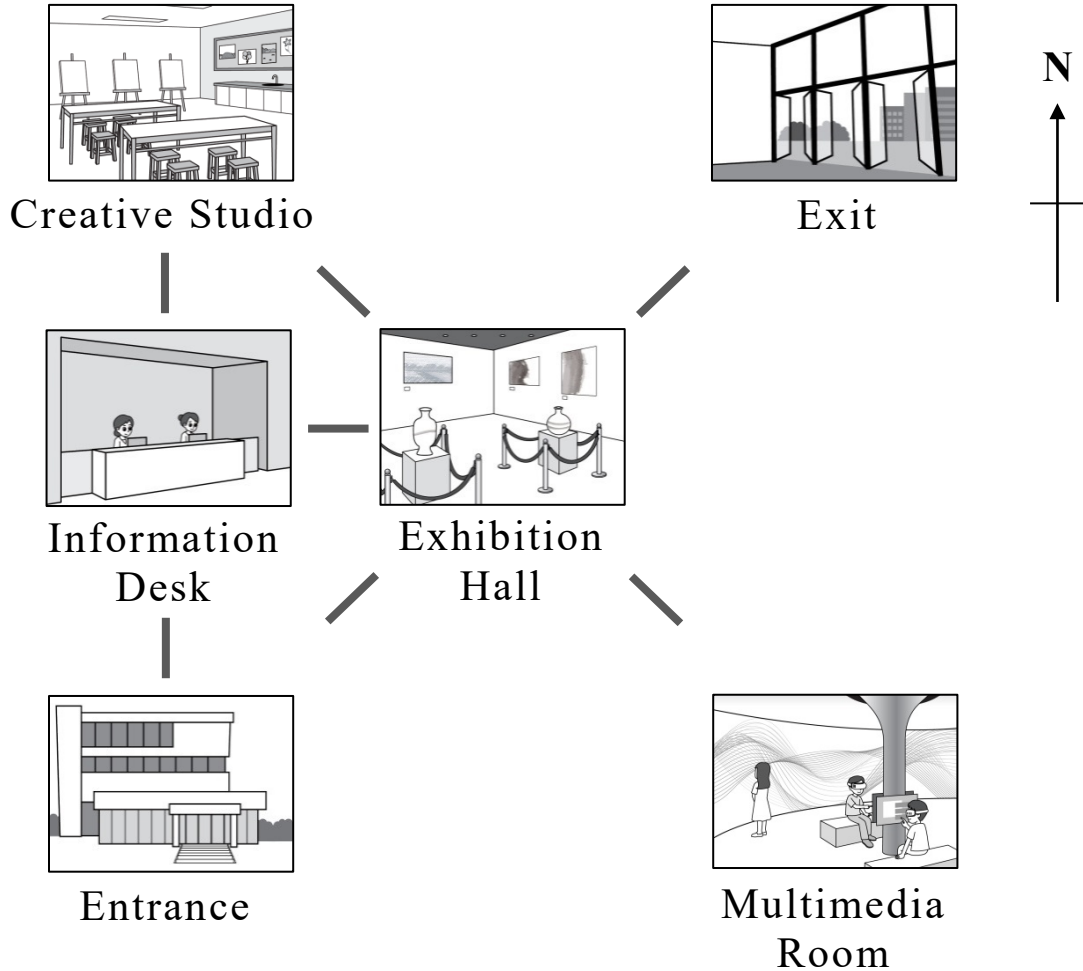 Creative Studio
Exit
N
Information
Desk
Exhibition
Hall
Entrance
Multimedia
Room